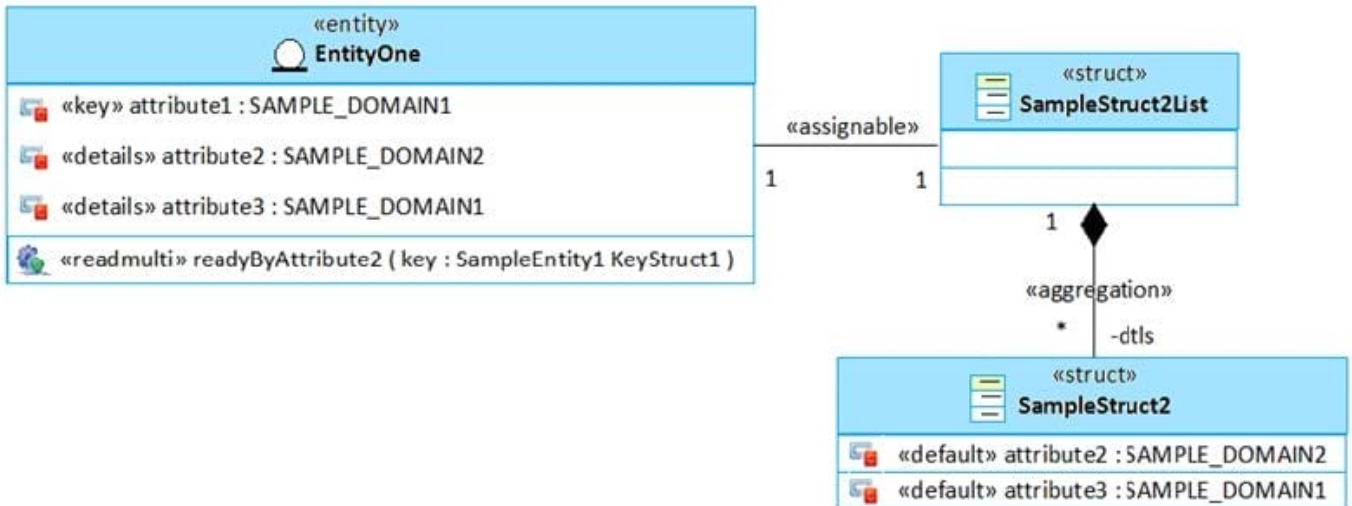 «entity»
EntityOne
«key» attribute1 : SAMPLE_DOMAIN1
«details» attribute2 : SAMPLE_DOMAIN2
«details» attribute3 : SAMPLE_DOMAIN1
«readmulti» readyByAttribute2 ( key : SampleEntity1 KeyStruct1 )
«assignable»
1
1
«struct»
SampleStruct2List
1
«aggregation»
*
-dtls
«struct»
SampleStruct2
«default» attribute2 : SAMPLE_DOMAIN2
«default» attribute3 : SAMPLE_DOMAIN1